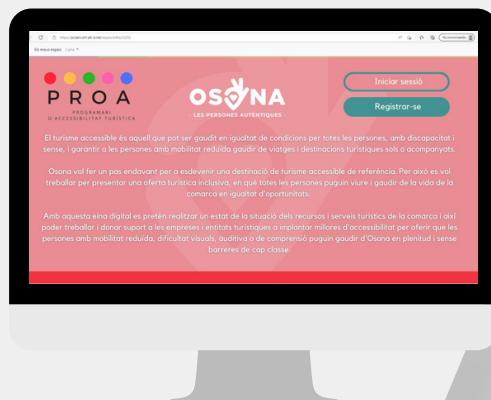 Els meus espais
PROA
PROGRAMARI
D'ACCESSIBILITAT TURÍSTICA
OSONA
LES PERSONES AUTÈNTIQUES
Iniciar sessió
Registrar-se
El turisme accessible és aquell que pot ser gaudit en igualtat de condicions per totes les persones, amb discapacitat i
sense, i garantir a les persones amb mobilitat reduïda gaudir de viatges i destinacions turístiques sols o acompanyats.
Osona vol fer un pas endavant per a esdevenir una destinació de turisme accessible de referència. Per això es vol
treballar per presentar una oferta turística inclusiva, en què totes les persones puguin viure i gaudir de la vida de la
comarca en igualtat d'oportunitats.
Amb aquesta eina digital es pretén realitzar un estat de la situació dels recursos i serveis turístics de la comarca i així
poder treballar i donar suport a les empreses i entitats turístiques a implantar millores d'accessibilitat per oferir que les
persones amb mobilitat reduïda, dificultat visuals, auditiva o de comprensió puguin gaudir d'Osona en plenitud i sense
barreres de cap classe.